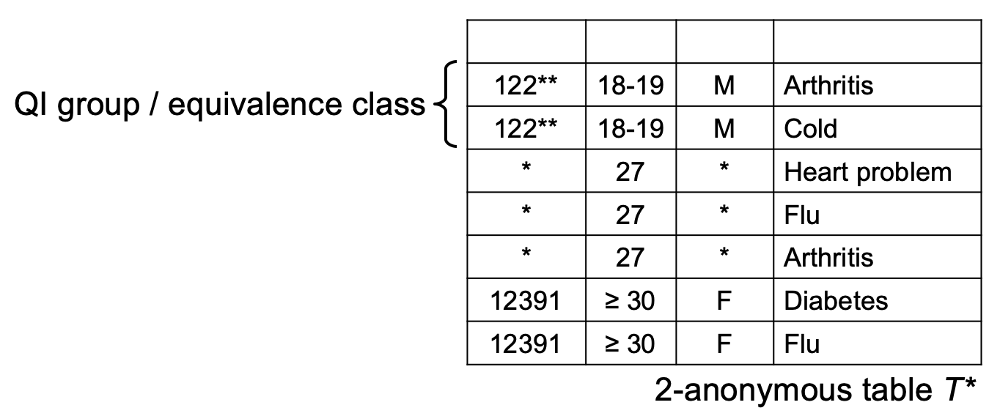 122** 18-19 M Arthritis
QI group / equivalence class
122** 18-19 M Cold
* 27 * Heart problem
* 27 * Flu
* 27 * Arthritis
12391 ≥ 30 F Diabetes
12391 ≥ 30 F Flu
2-anonymous table T*